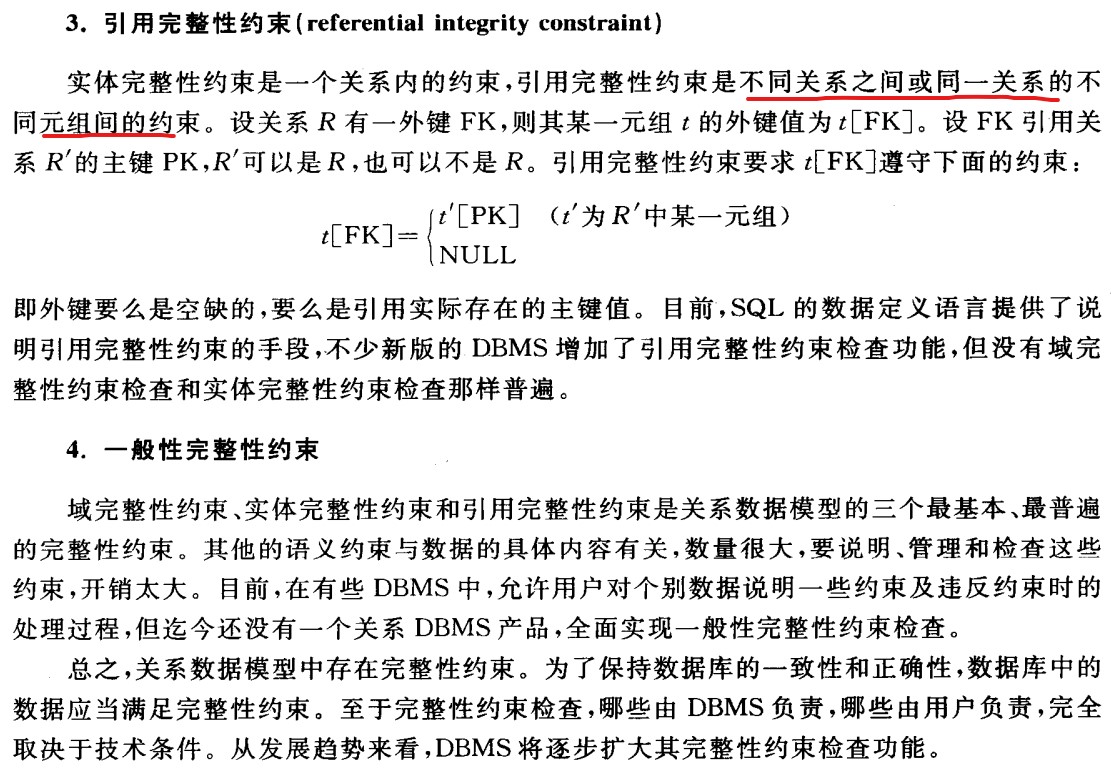 3. 引用完整性约束(referential integrity constraint)
实体完整性约束是一个关系内的约束,引用完整性约束是不同关系之间或同一关系的不
同元组间的约束。设关系 R 有一外键 FK,则其某一元组 t 的外键值为 t[FK]。设 FK 引用关
系 R′的主键 PK,R′可以是 R,也可以不是 R。引用完整性约束要求 t[FK]遵守下面的约束:
t[FK]={t′[PK] (t′为 R′中某一元组)
NULL
即外键要么是空缺的,要么是引用实际存在的主键值。目前,SQL 的数据定义语言提供了说
明引用完整性约束的手段,不少新版的 DBMS 增加了引用完整性约束检查功能,但没有域完
整性约束检查和实体完整性约束检查那样普遍。
4. 一般性完整性约束
域完整性约束、实体完整性约束和引用完整性约束是关系数据模型的三个最基本、最普遍
的完整性约束。其他的语义约束与数据的具体内容有关,数量很大,要说明、管理和检查这些
约束,开销太大。目前,在有些 DBMS 中,允许用户对个别数据说明一些约束及违反约束时的
处理过程,但迄今还没有一个关系 DBMS 产品,全面实现一般性完整性约束检查。
总之,关系数据模型中存在完整性约束。为了保持数据库的一致性和正确性,数据库中的
数据应当满足完整性约束。至于完整性约束检查,哪些由 DBMS 负责,哪些由用户负责,完全
取决于技术条件。从发展趋势来看,DBMS 将逐步扩大其完整性约束检查功能。